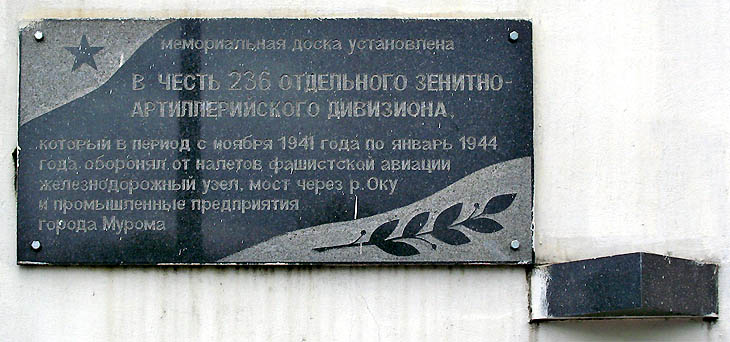 мемориальная доска установлена
В ЧЕСТЬ 236 ОТДЕЛЬНОГО ЗЕНИТНО-
АРТИЛЛЕРИЙСКОГО ДИВИЗИОНА,
который в период с ноября 1941 года по январь 1944
года оборонял от налетов фашистской авиации
железнодорожный узел, мост через р. Оку
и промышленные предприятия
города Мурома